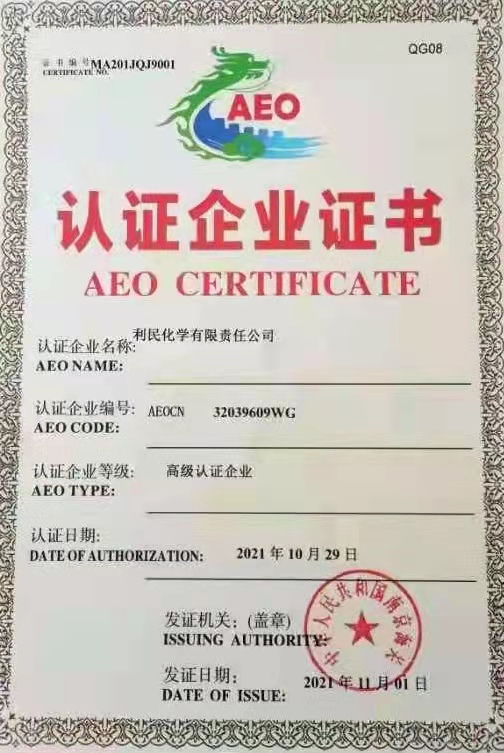 QG08
证书编号 MA201JQJ9001
CERTIFICATE NO.
AEO
认证企业证书
AEO CERTIFICATE
利民化学有限责任公司
认证企业名称:
AEO NAME:
认证企业编号: AEOCN 32039609WG
AEO CODE:
认证企业等级: 高级认证企业
AEO TYPE:
认证日期:
DATE OF AUTHORIZATION: 2021 年 10 月 29 日
发证机关: (盖章)
ISSUING AUTHORITY:
中华人民共和国南京海关
发证日期:
DATE OF ISSUE: 2021 年 11 月 01 日